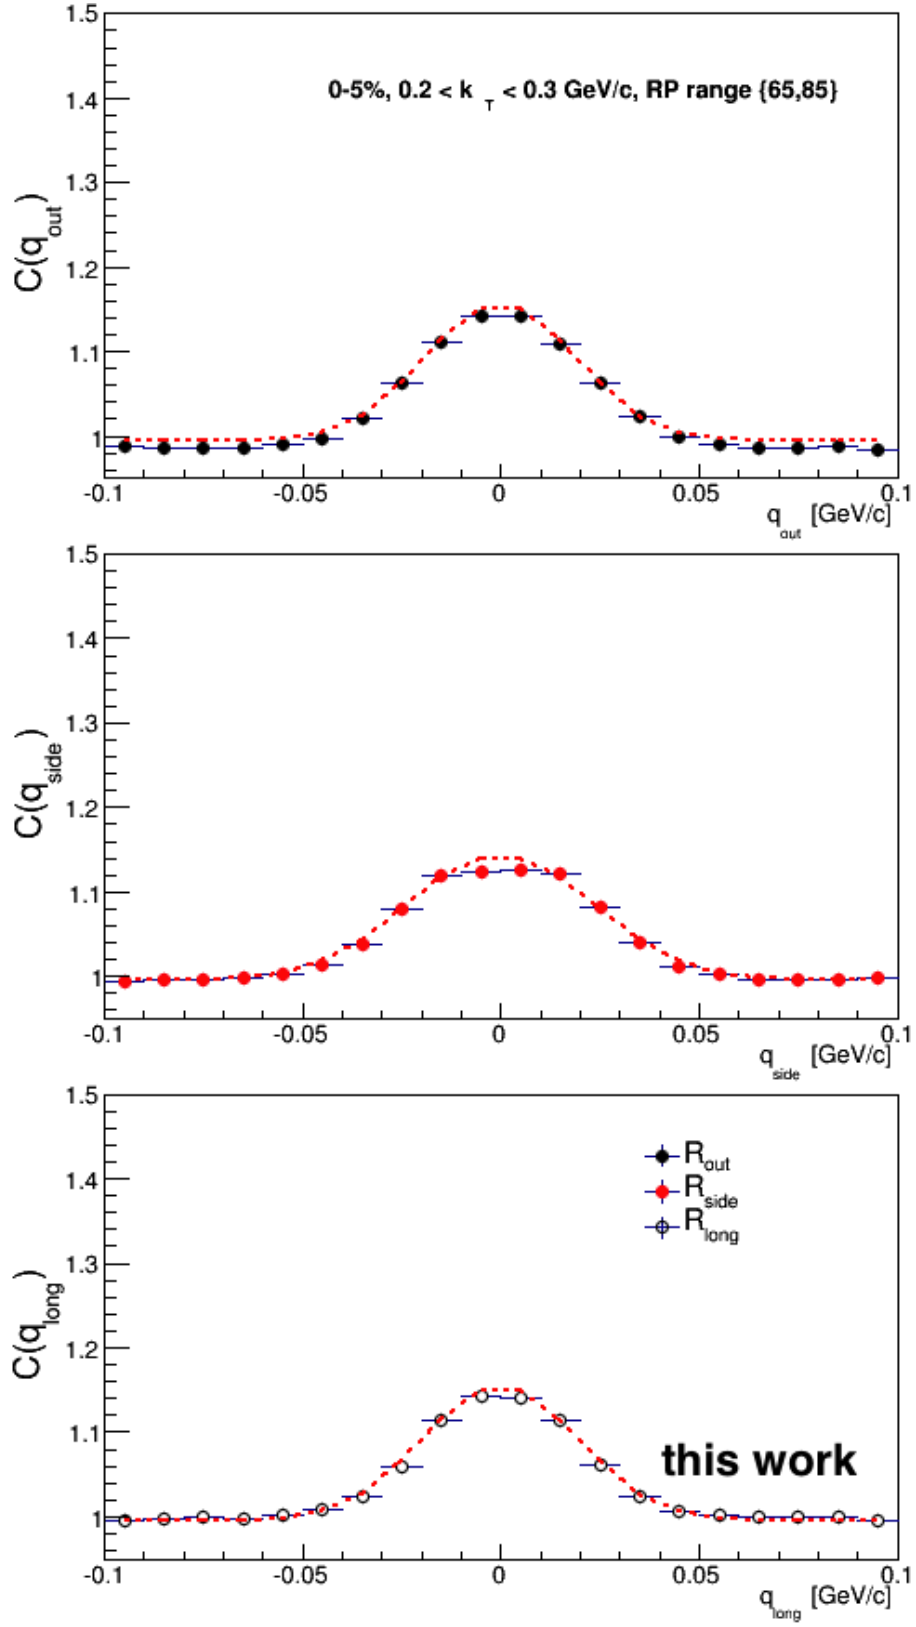 1.5
0-5%, 0.2 < k_T < 0.3 GeV/c, RP range {65,85}
1.4
1.3
C(q_out)
1.2
1.1
1
-0.1 -0.05 0 0.05 0.1
q_out [GeV/c]
1.5
1.4
1.3
C(q_side)
1.2
1.1
1
-0.1 -0.05 0 0.05 0.1
q_side [GeV/c]
1.5
R_out
1.4
R_side
R_long
1.3
C(q_long)
1.2
1.1
this work
1
-0.1 -0.05 0 0.05 0.1
q_long [GeV/c]